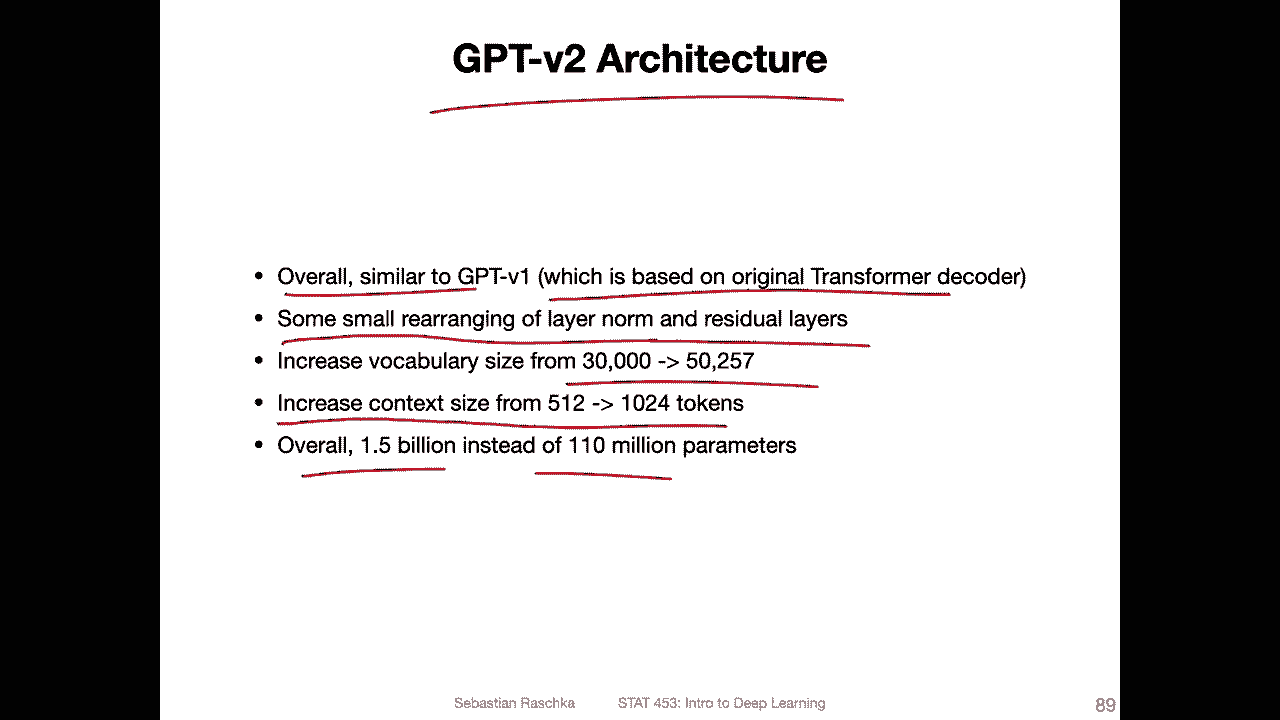 GPT-v2 Architecture
• Overall, similar to GPT-v1 (which is based on original Transformer decoder)
• Some small rearranging of layer norm and residual layers
• Increase vocabulary size from 30,000 -> 50,257
• Increase context size from 512 -> 1024 tokens
• Overall, 1.5 billion instead of 110 million parameters
Sebastian Raschka STAT 453: Intro to Deep Learning 89